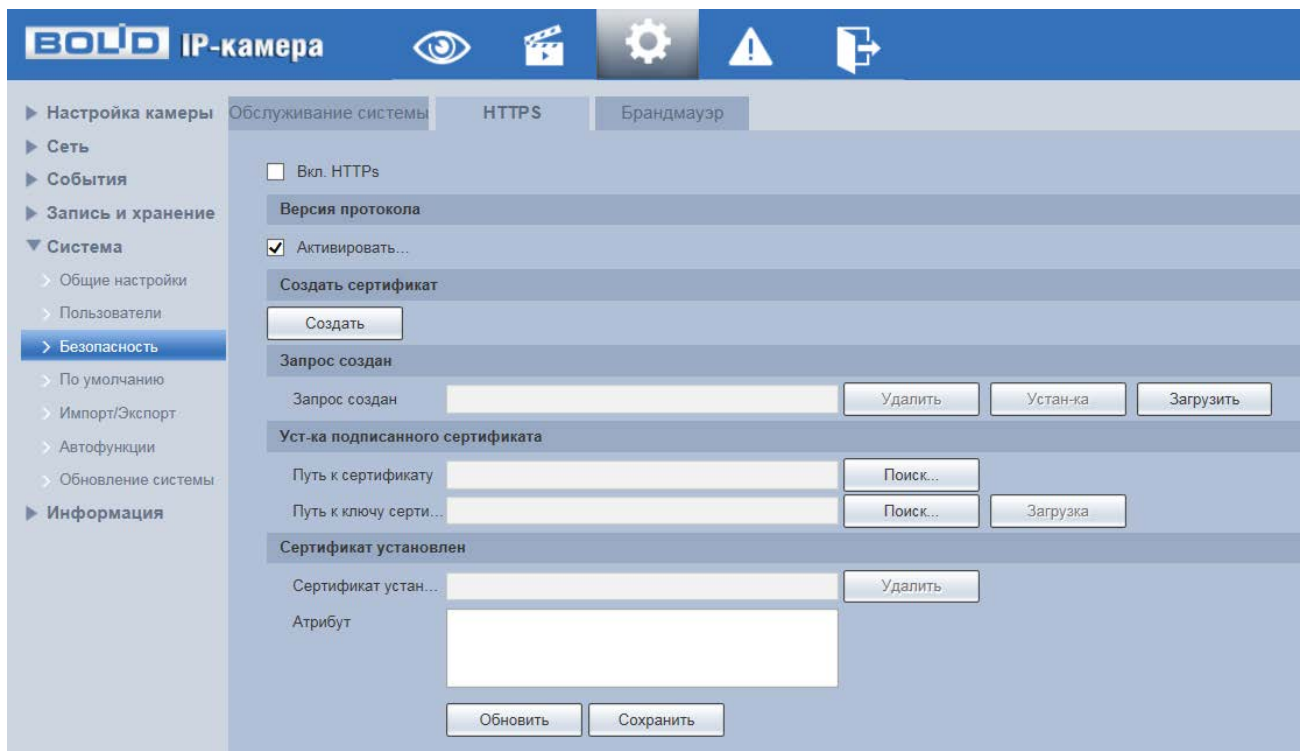 BOLID IP-камера
Настройка камеры
Сеть
События
Запись и хранение
Система
Общие настройки
Пользователи
Безопасность
По умолчанию
Импорт/Экспорт
Автофункции
Обновление системы
Информация
Обслуживание системы HTTPS Брандмауэр
Вкл. HTTPs
Версия протокола
Активировать...
Создать сертификат
Создать
Запрос создан
Запрос создан Удалить Устан-ка Загрузить
Уст-ка подписанного сертификата
Путь к сертификату Поиск...
Путь к ключу серти... Поиск... Загрузка
Сертификат установлен
Сертификат устан... Удалить
Атрибут
Обновить Сохранить